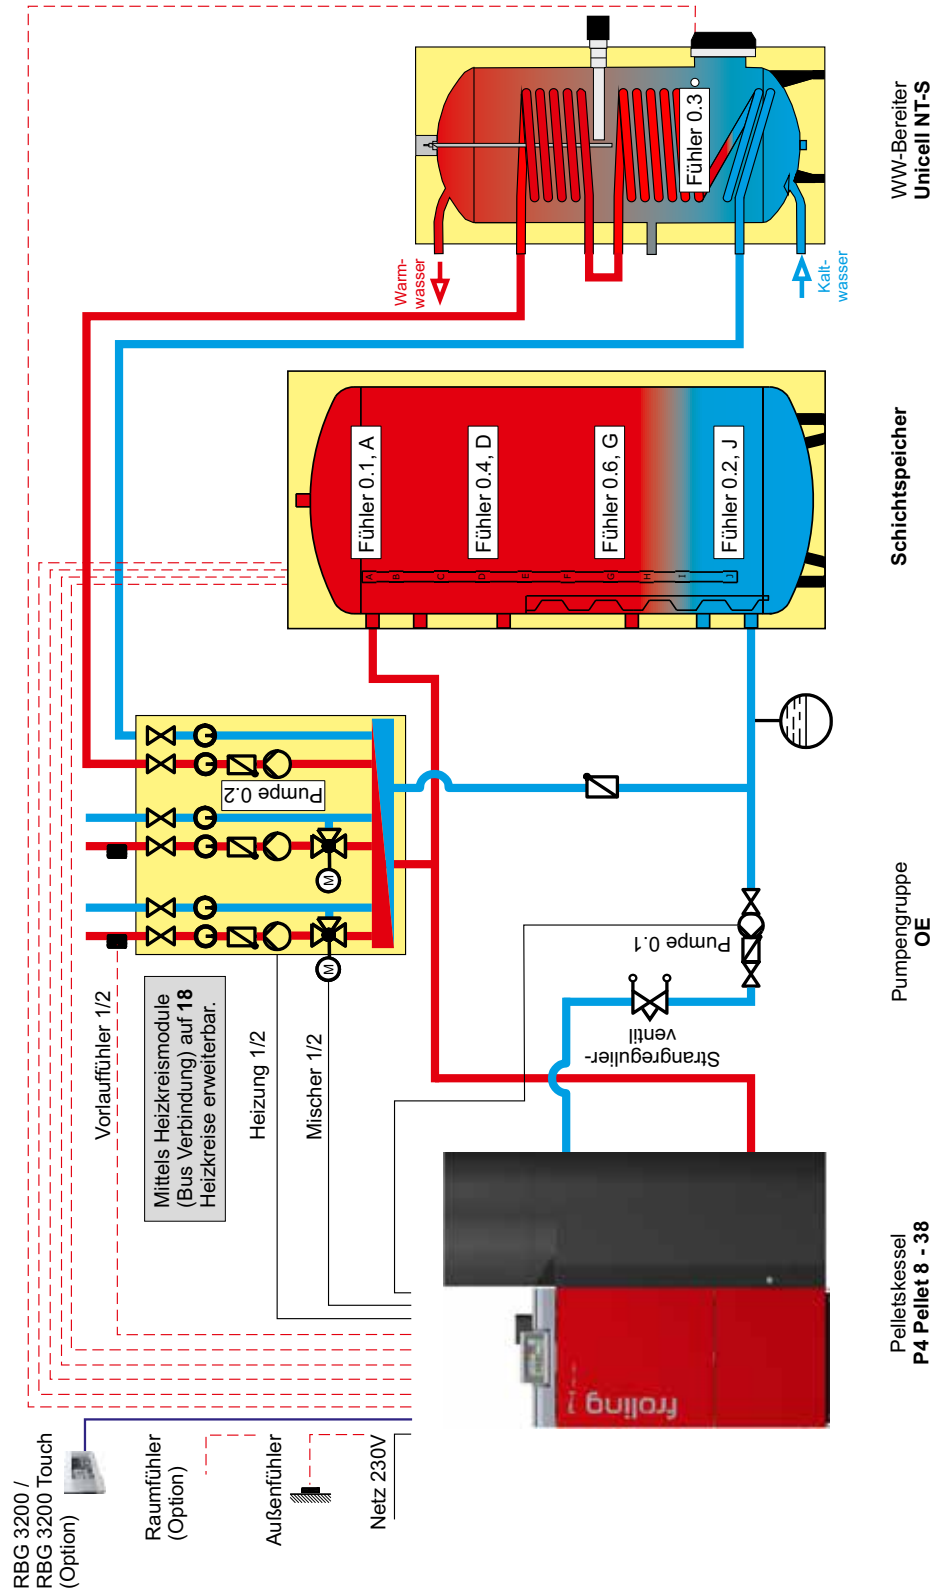 RBG 3200 /
RBG 3200 Touch
(Option)
Raumfühler
(Option)
Außenfühler
Netz 230V
Vorlauffühler 1/2
Mittels Heizkreismodule
(Bus Verbindung) auf 18
Heizkreise erweiterbar.
Heizung 1/2
Mischer 1/2
M
M
Pumpe 0.2
Pumpe 0.1
Strangregulier-
ventil
froling
Fühler 0.1, A
Fühler 0.4, D
Fühler 0.6, G
Fühler 0.2, J
A
B
C
D
E
F
G
H
I
J
Warm-
wasser
Kalt-
wasser
Fühler 0.3
Pelletskessel
P4 Pellet 8 - 38
Pumpengruppe
OE
Schichtspeicher
WW-Bereiter
Unicell NT-S